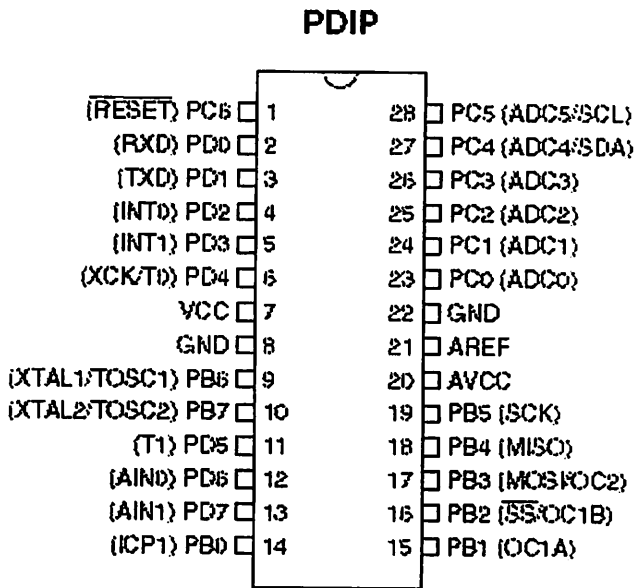 PDIP
(RESET) PC6 1 28 PC5 (ADC5/SCL)
(RXD) PD0 2 27 PC4 (ADC4/SDA)
(TXD) PD1 3 26 PC3 (ADC3)
(INT0) PD2 4 25 PC2 (ADC2)
(INT1) PD3 5 24 PC1 (ADC1)
(XCK/T0) PD4 6 23 PC0 (ADC0)
VCC 7 22 GND
GND 8 21 AREF
(XTAL1/TOSC1) PB6 9 20 AVCC
(XTAL2/TOSC2) PB7 10 19 PB5 (SCK)
(T1) PD5 11 18 PB4 (MISO)
(AIN0) PD6 12 17 PB3 (MOSI/OC2)
(AIN1) PD7 13 16 PB2 (SS/OC1B)
(ICP1) PB0 14 15 PB1 (OC1A)